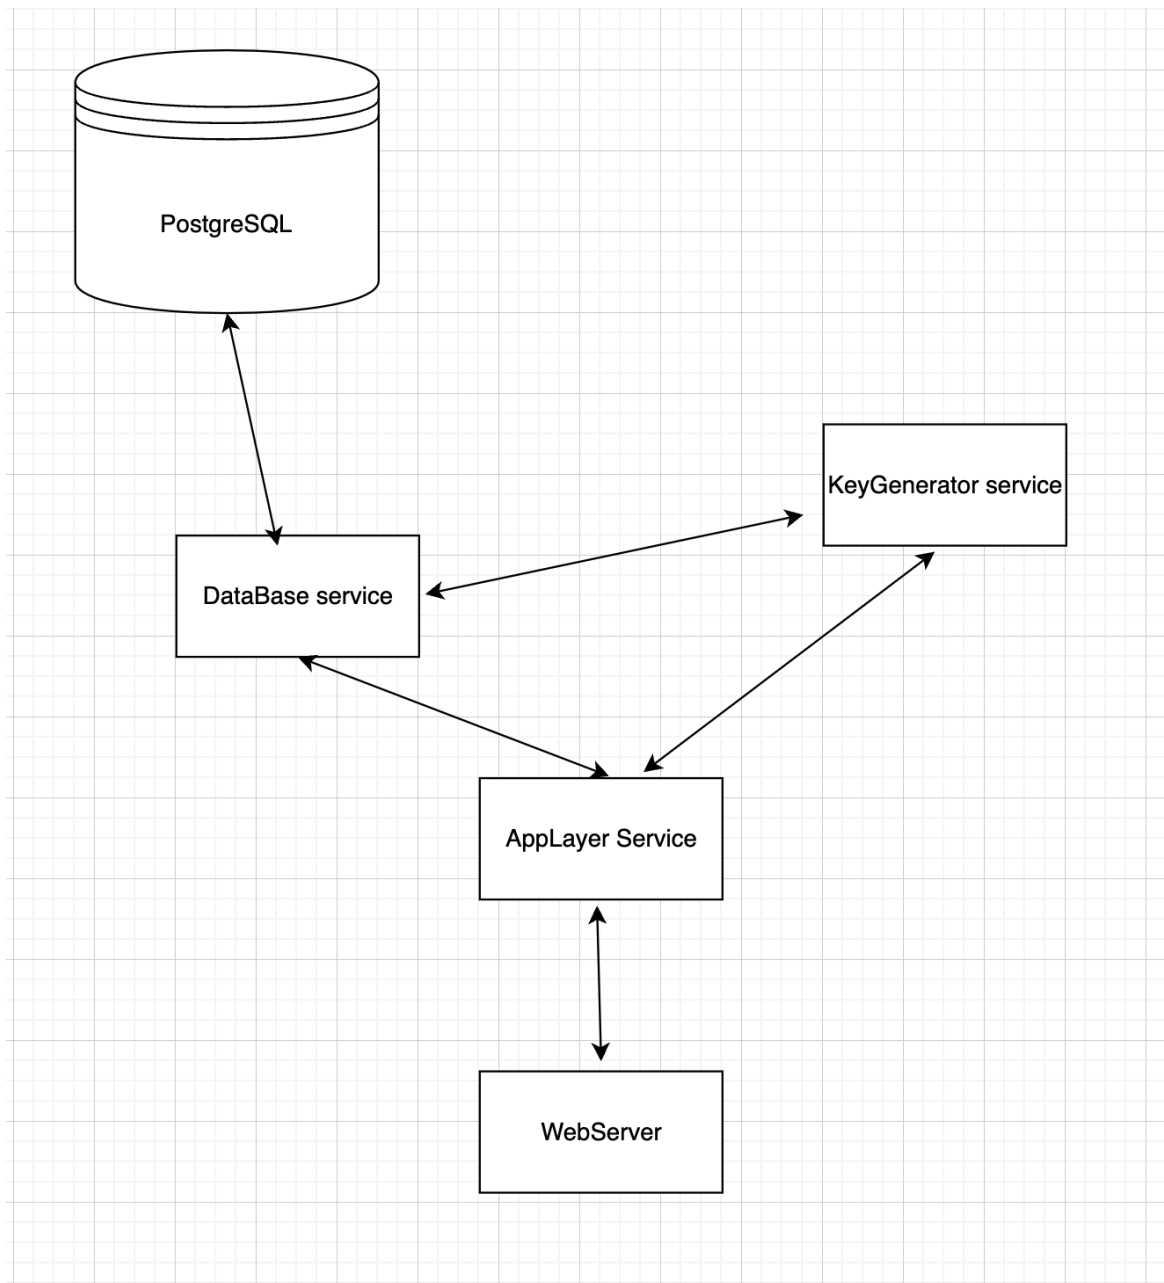 PostgreSQL
KeyGenerator service
DataBase service
AppLayer Service
WebServer